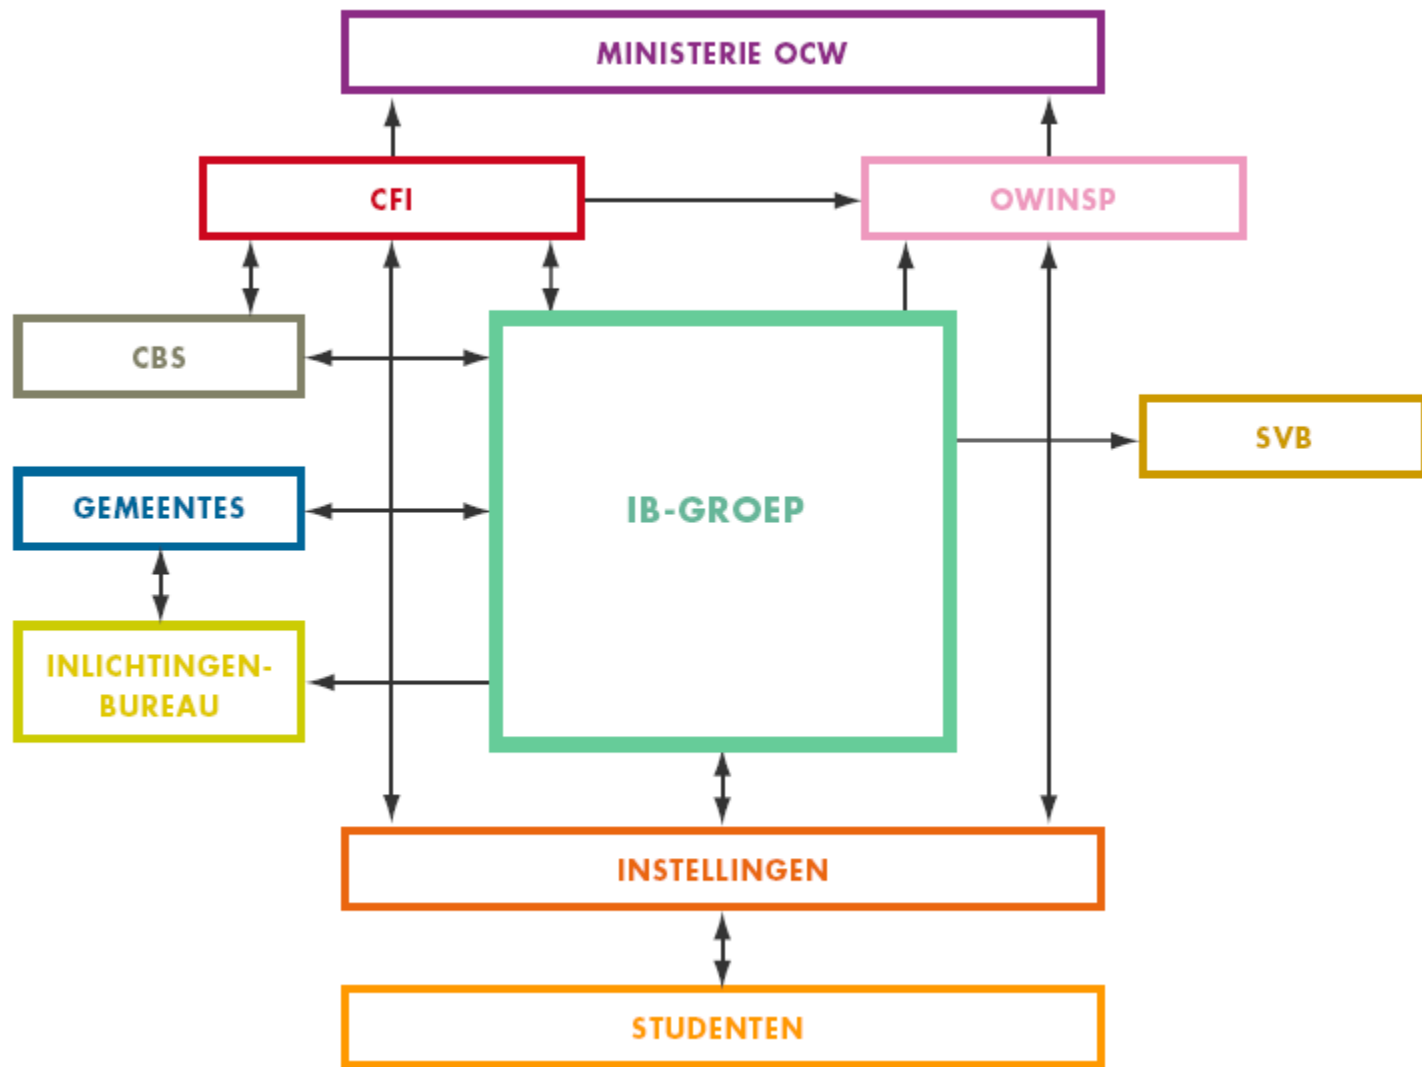 MINISTERIE OCW
CFI
OWINSP
CBS
SVB
GEMEENTES
IB-GROEP
INLICHTINGEN-
BUREAU
INSTELLINGEN
STUDENTEN